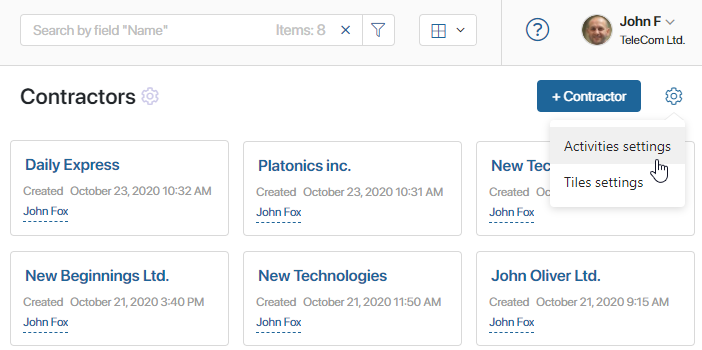 Search by field "Name" Items: 8
John F
TeleCom Ltd.
Contractors
+ Contractor
Activities settings
Tiles settings
Daily Express
Created October 23, 2020 10:32 AM
John Fox
Platonics inc.
Created October 23, 2020 10:31 AM
John Fox
New Tec
Created Oc
John Fox
New Beginnings Ltd.
Created October 21, 2020 3:40 PM
John Fox
New Technologies
Created October 21, 2020 11:50 AM
John Fox
John Oliver Ltd.
Created October 21, 2020 9:15 AM
John Fox